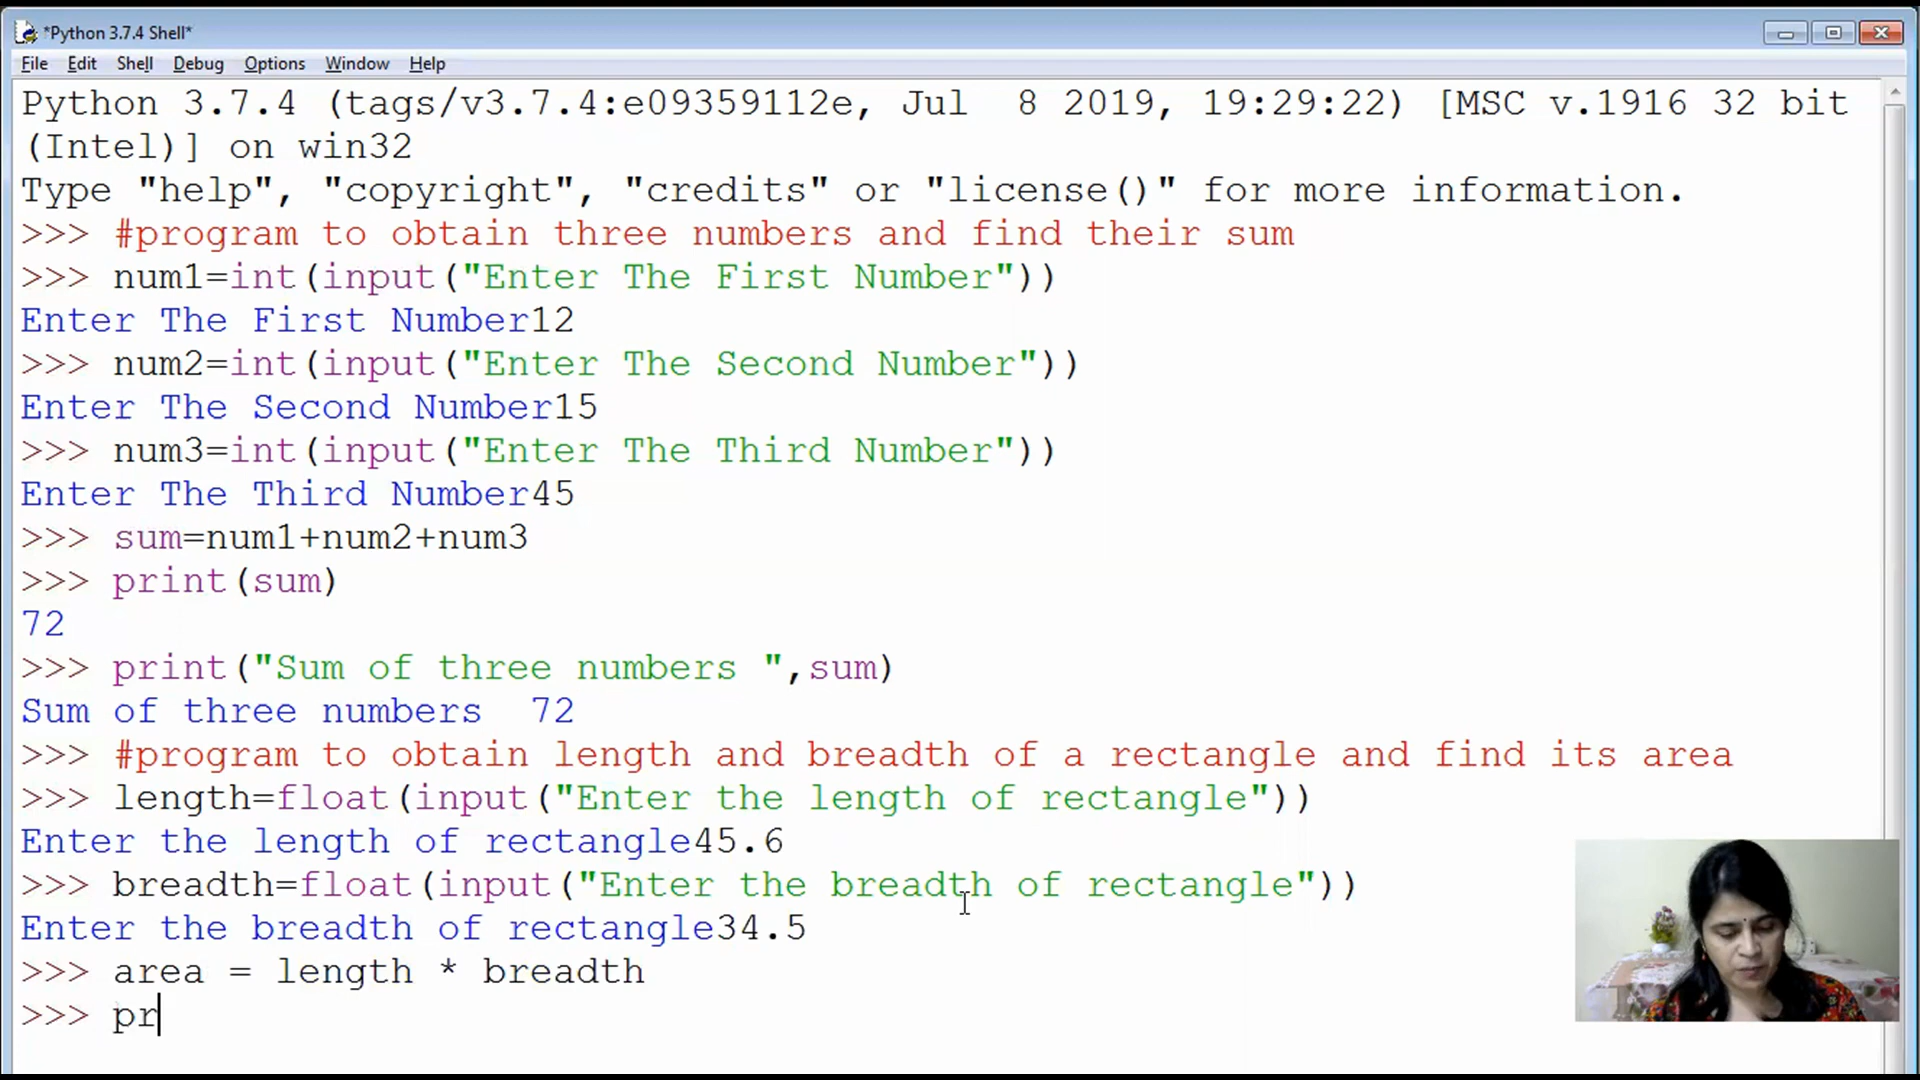 *Python 3.7.4 Shell*
File Edit Shell Debug Options Window Help
Python 3.7.4 (tags/v3.7.4:e09359112e, Jul  8 2019, 19:29:22) [MSC v.1916 32 bit
(Intel)] on win32
Type "help", "copyright", "credits" or "license()" for more information.
>>> #program to obtain three numbers and find their sum
>>> num1=int(input("Enter The First Number"))
Enter The First Number12
>>> num2=int(input("Enter The Second Number"))
Enter The Second Number15
>>> num3=int(input("Enter The Third Number"))
Enter The Third Number45
>>> sum=num1+num2+num3
>>> print(sum)
72
>>> print("Sum of three numbers ",sum)
Sum of three numbers  72
>>> #program to obtain length and breadth of a rectangle and find its area
>>> length=float(input("Enter the length of rectangle"))
Enter the length of rectangle45.6
>>> breadth=float(input("Enter the breadth of rectangle"))
Enter the breadth of rectangle34.5
>>> area = length * breadth
>>> pr